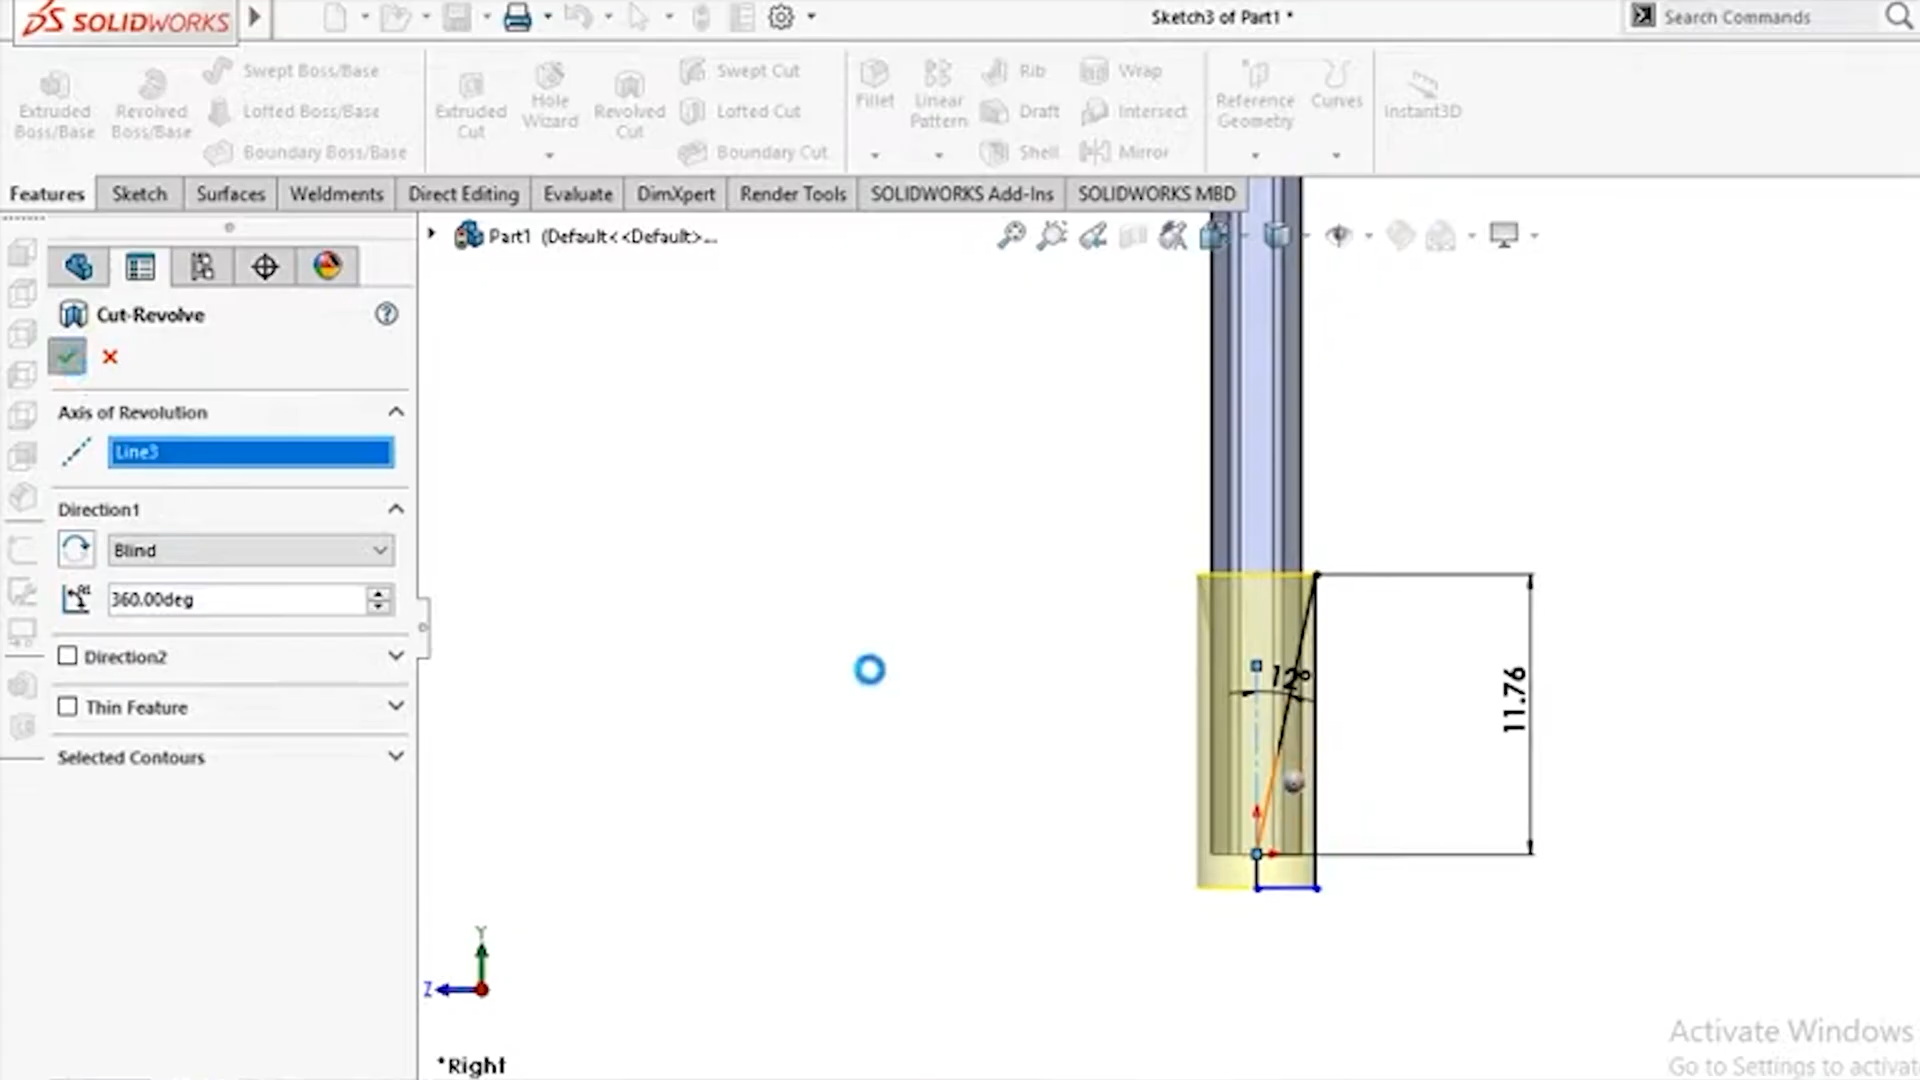 SOLIDWORKS
Sketch3 of Part1 *
Search Commands
Extruded Boss/Base
Revolved Boss/Base
Swept Boss/Base
Lofted Boss/Base
Boundary Boss/Base
Extruded Cut
Hole Wizard
Revolved Cut
Swept Cut
Lofted Cut
Boundary Cut
Fillet
Linear Pattern
Rib
Draft
Shell
Wrap
Intersect
Mirror
Reference Geometry
Curves
Instant3D
Features
Sketch
Surfaces
Weldments
Direct Editing
Evaluate
DimXpert
Render Tools
SOLIDWORKS Add-Ins
SOLIDWORKS MBD
Part1 (Default<<Default>...
Cut-Revolve
Axis of Revolution
Line3
Direction1
Blind
360.00deg
Direction2
Thin Feature
Selected Contours
12°
11.76
Y
Z
*Right
Activate Windows
Go to Settings to activat